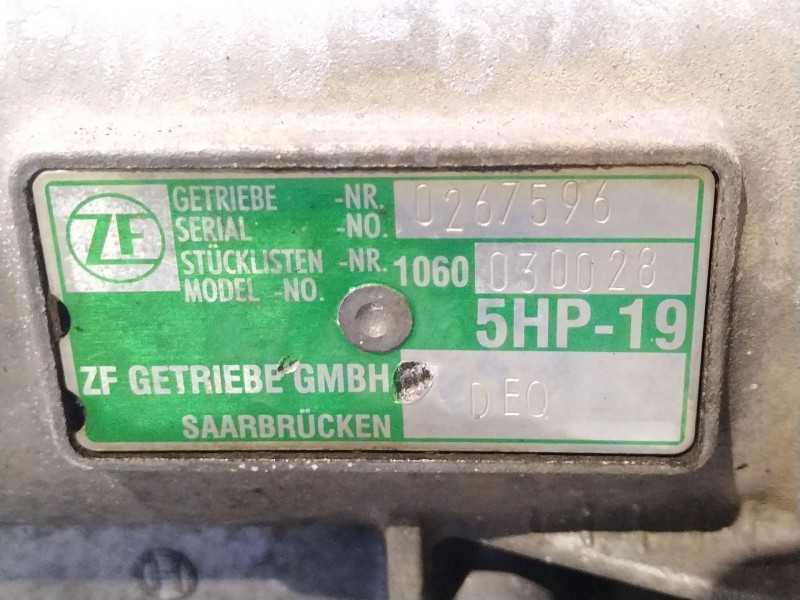 ZF
GETRIEBE -NR. 0267596
SERIAL -NO.
STÜCKLISTEN -NR. 1060 030028
MODEL -NO.
5HP-19
ZF GETRIEBE GMBH
DEQ
SAARBRÜCKEN
H